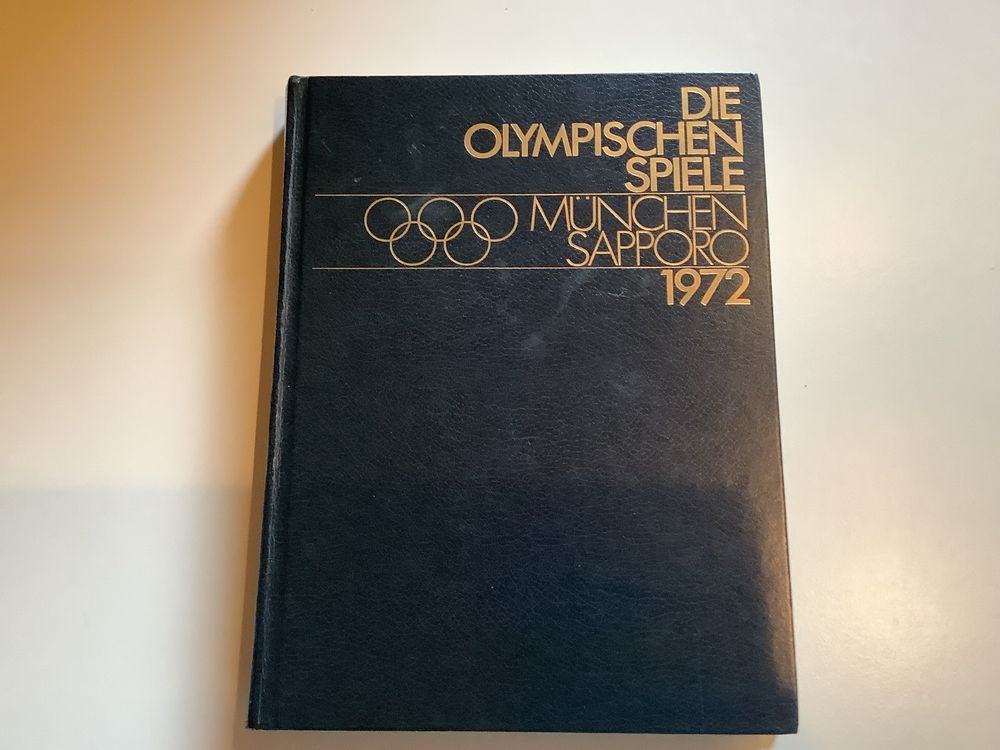 DIE
OLYMPISCHEN
SPIELE
MÜNCHEN
SAPPORO
1972